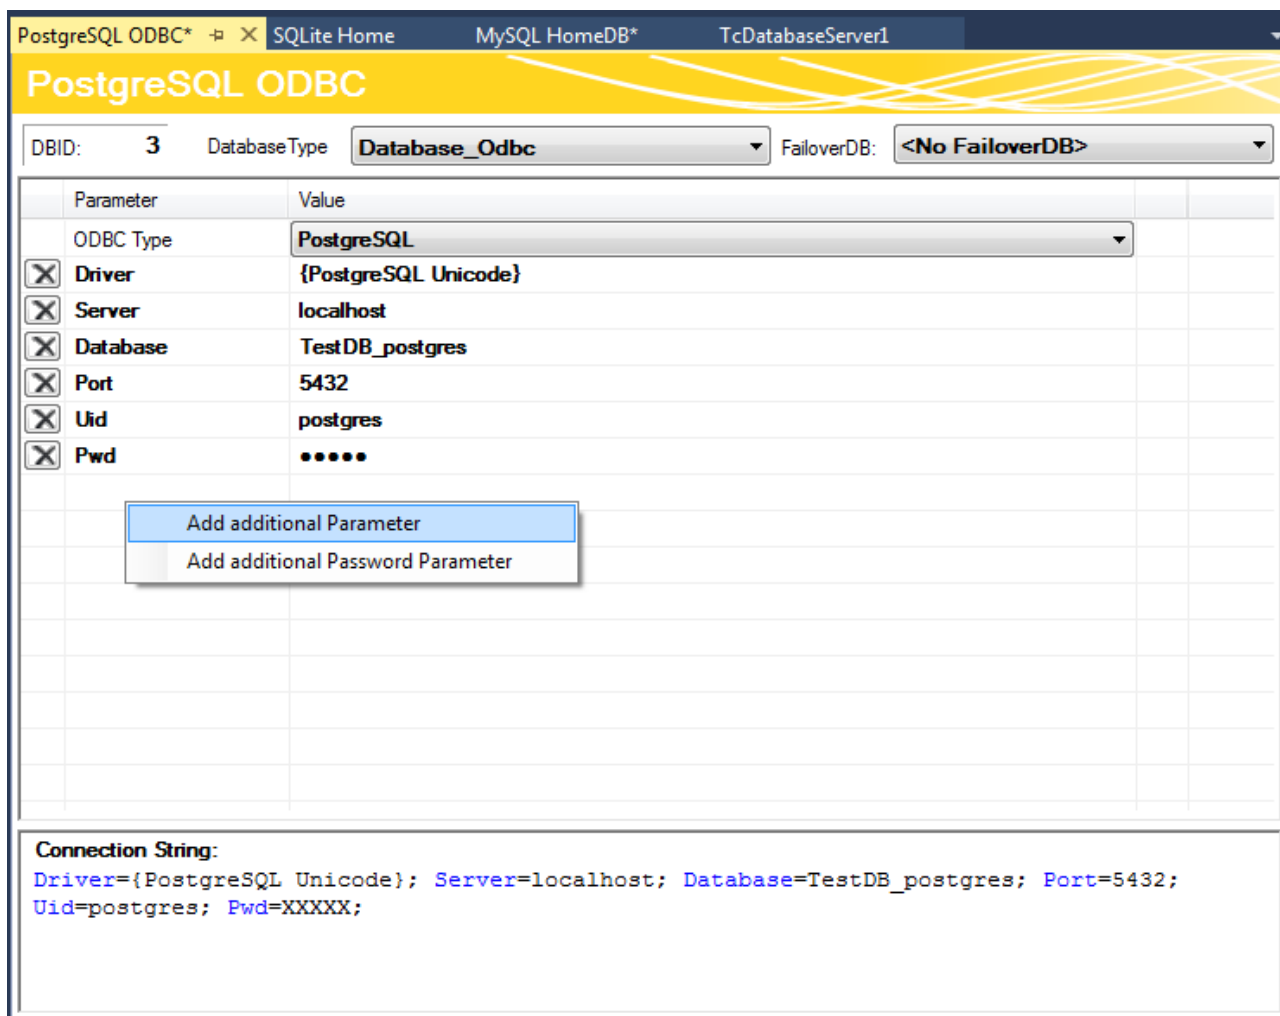 PostgreSQL ODBC* SQLite Home MySQL HomeDB* TcDatabaseServer1
PostgreSQL ODBC
DBID: 3 DatabaseType Database_Odbc FailoverDB: <No FailoverDB>
Parameter Value
ODBC Type PostgreSQL
Driver {PostgreSQL Unicode}
Server localhost
Database TestDB_postgres
Port 5432
Uid postgres
Pwd •••••
Add additional Parameter
Add additional Password Parameter
Connection String:
Driver={PostgreSQL Unicode}; Server=localhost; Database=TestDB_postgres; Port=5432;
Uid=postgres; Pwd=XXXXX;